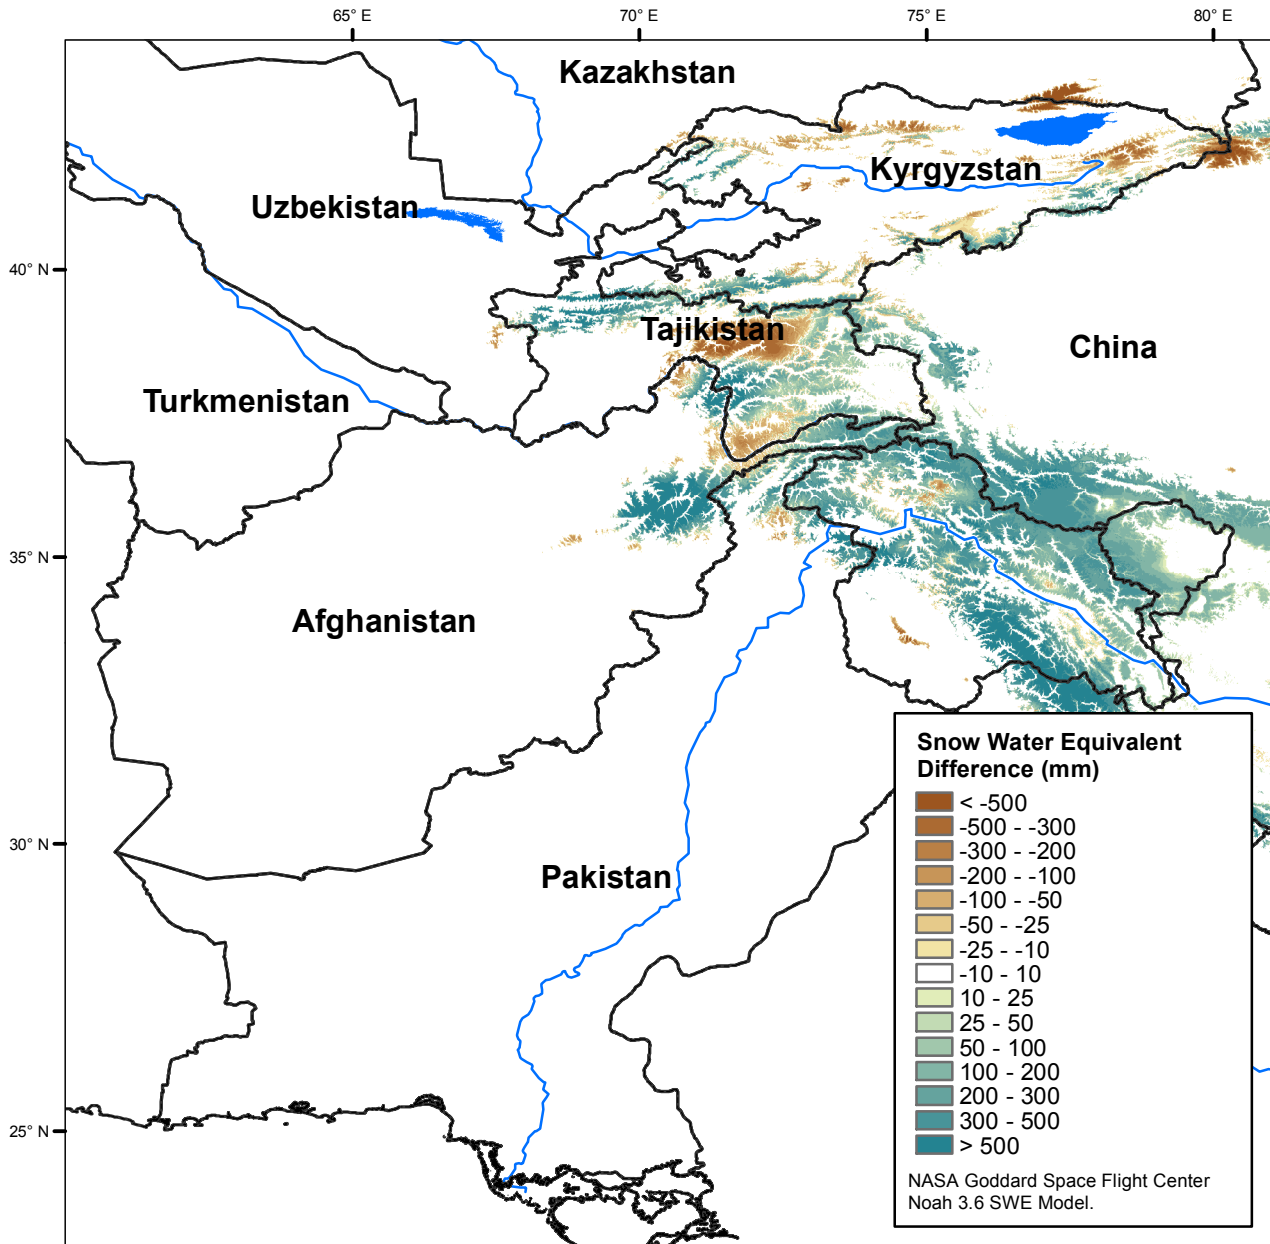 65° E
70° E
75° E
80° E
Kazakhstan
Kyrgyzstan
Uzbekistan
40° N
Tajikistan
China
Turkmenistan
35° N
Afghanistan
Snow Water Equivalent
Difference (mm)
< -500
-500 - -300
-300 - -200
-200 - -100
-100 - -50
-50 - -25
-25 - -10
-10 - 10
10 - 25
25 - 50
50 - 100
100 - 200
200 - 300
300 - 500
> 500
NASA Goddard Space Flight Center
Noah 3.6 SWE Model.
30° N
Pakistan
25° N